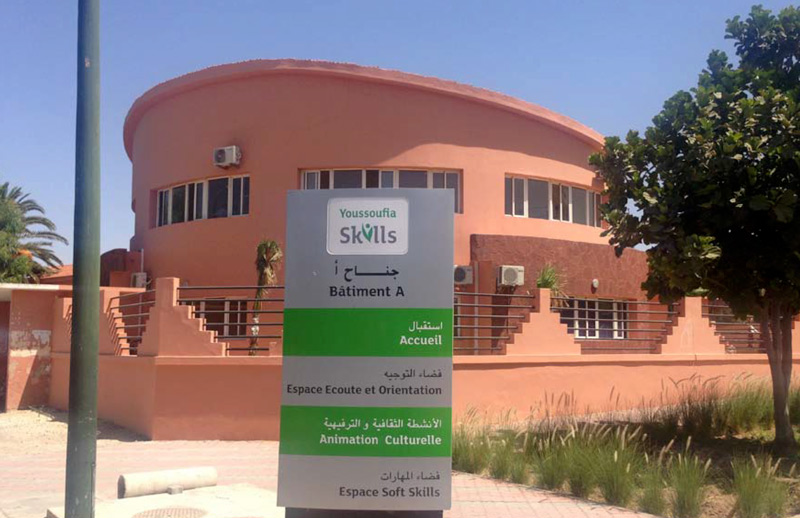 Youssoufia
Skills
جناح أ
Bâtiment A
استقبال
Accueil
فضاء التوجيه
Espace Ecoute et Orientation
الأنشطة الثقافية و الترفيهية
Animation Culturelle
فضاء المهارات
Espace Soft Skills